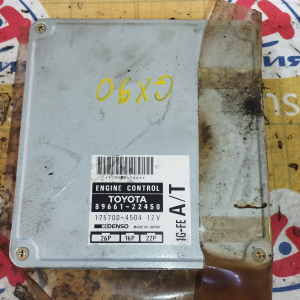 GX90
ENGINE CONTROL
TOYOTA
89661-22450
175700-4504 12V
DENSO MADE IN JAPAN
26P 16P 22P
1G-FE A/T